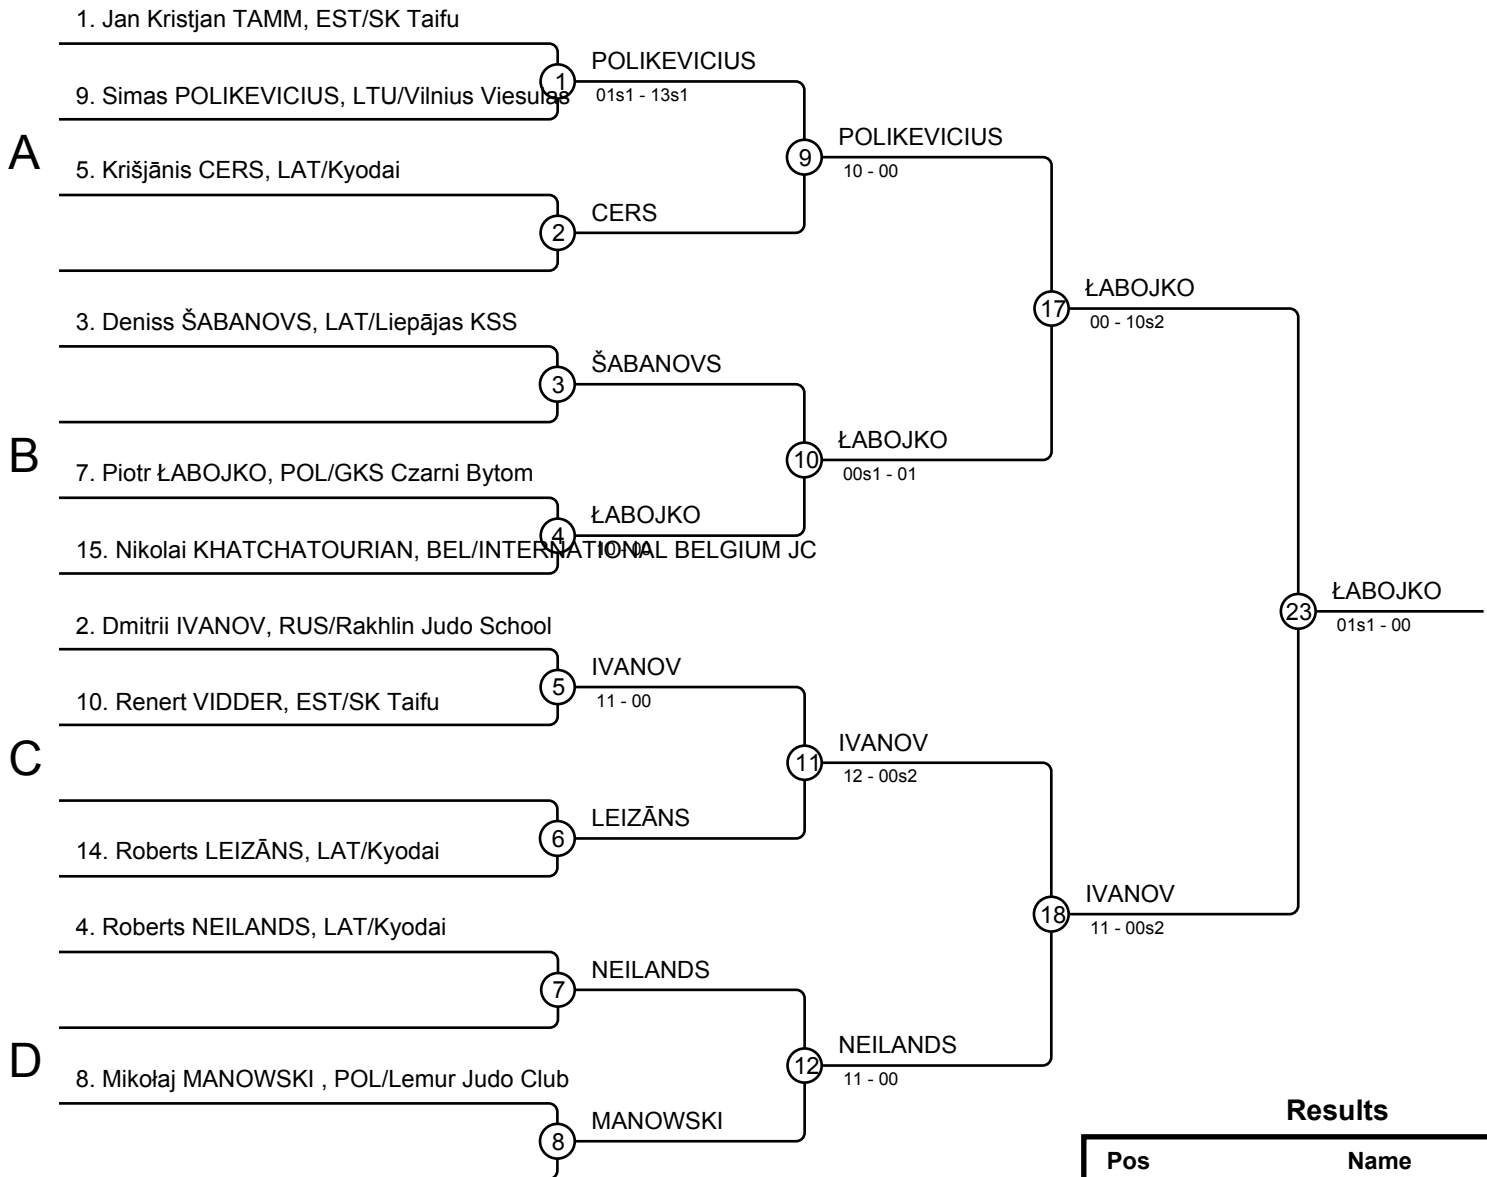 1. Jan Kristjan TAMM, EST/SK Taifu
POLIKEVICIUS
1
9. Simas POLIKEVICIUS, LTU/Vilnius Viesulas
01s1 - 13s1
A
POLIKEVICIUS
9
10 - 00
5. Krišjānis CERS, LAT/Kyodai
CERS
2
ŁABOJKO
17
00 - 10s2
3. Deniss ŠABANOVS, LAT/Liepājas KSS
ŠABANOVS
3
B
ŁABOJKO
10
00s1 - 01
7. Piotr ŁABOJKO, POL/GKS Czarni Bytom
ŁABOJKO
4
10 - 00
15. Nikolai KHATCHATOURIAN, BEL/INTERNATIONAL BELGIUM JC
ŁABOJKO
23
01s1 - 00
2. Dmitrii IVANOV, RUS/Rakhlin Judo School
IVANOV
5
11 - 00
10. Renert VIDDER, EST/SK Taifu
C
IVANOV
11
12 - 00s2
LEIZĀNS
6
14. Roberts LEIZĀNS, LAT/Kyodai
IVANOV
18
11 - 00s2
4. Roberts NEILANDS, LAT/Kyodai
NEILANDS
7
D
NEILANDS
12
11 - 00
8. Mikołaj MANOWSKI , POL/Lemur Judo Club
MANOWSKI
8
Results
Pos Name